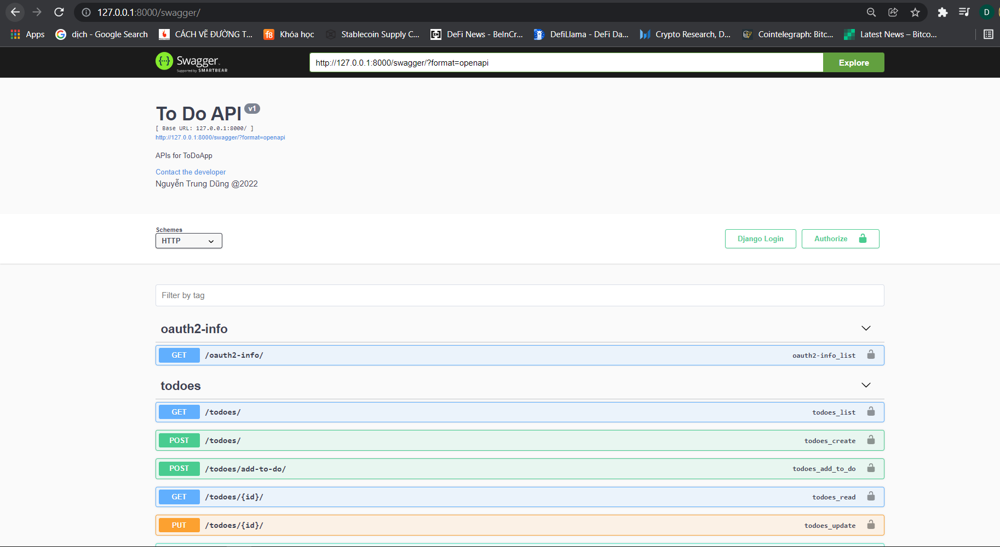 127.0.0.1:8000/swagger/
D
Apps
dịch - Google Search
CÁCH VẼ ĐƯỜNG T...
f8 Khóa học
Stablecoin Supply C...
DeFi News - BeInCr...
DefiLlama - DeFi Da...
Crypto Research, D...
Cointelegraph: Bitc...
Latest News – Bitco...
Swagger
Supported by SMARTBEAR
http://127.0.0.1:8000/swagger/?format=openapi
Explore
To Do API v1
[ Base URL: 127.0.0.1:8000/ ]
http://127.0.0.1:8000/swagger/?format=openapi
APIs for ToDoApp
Contact the developer
Nguyễn Trung Dũng @2022
Schemes
HTTP
Django Login
Authorize
Filter by tag
oauth2-info
GET /oauth2-info/ oauth2-info_list
todoes
GET /todoes/ todoes_list
POST /todoes/ todoes_create
POST /todoes/add-to-do/ todoes_add_to_do
GET /todoes/{id}/ todoes_read
PUT /todoes/{id}/ todoes_update